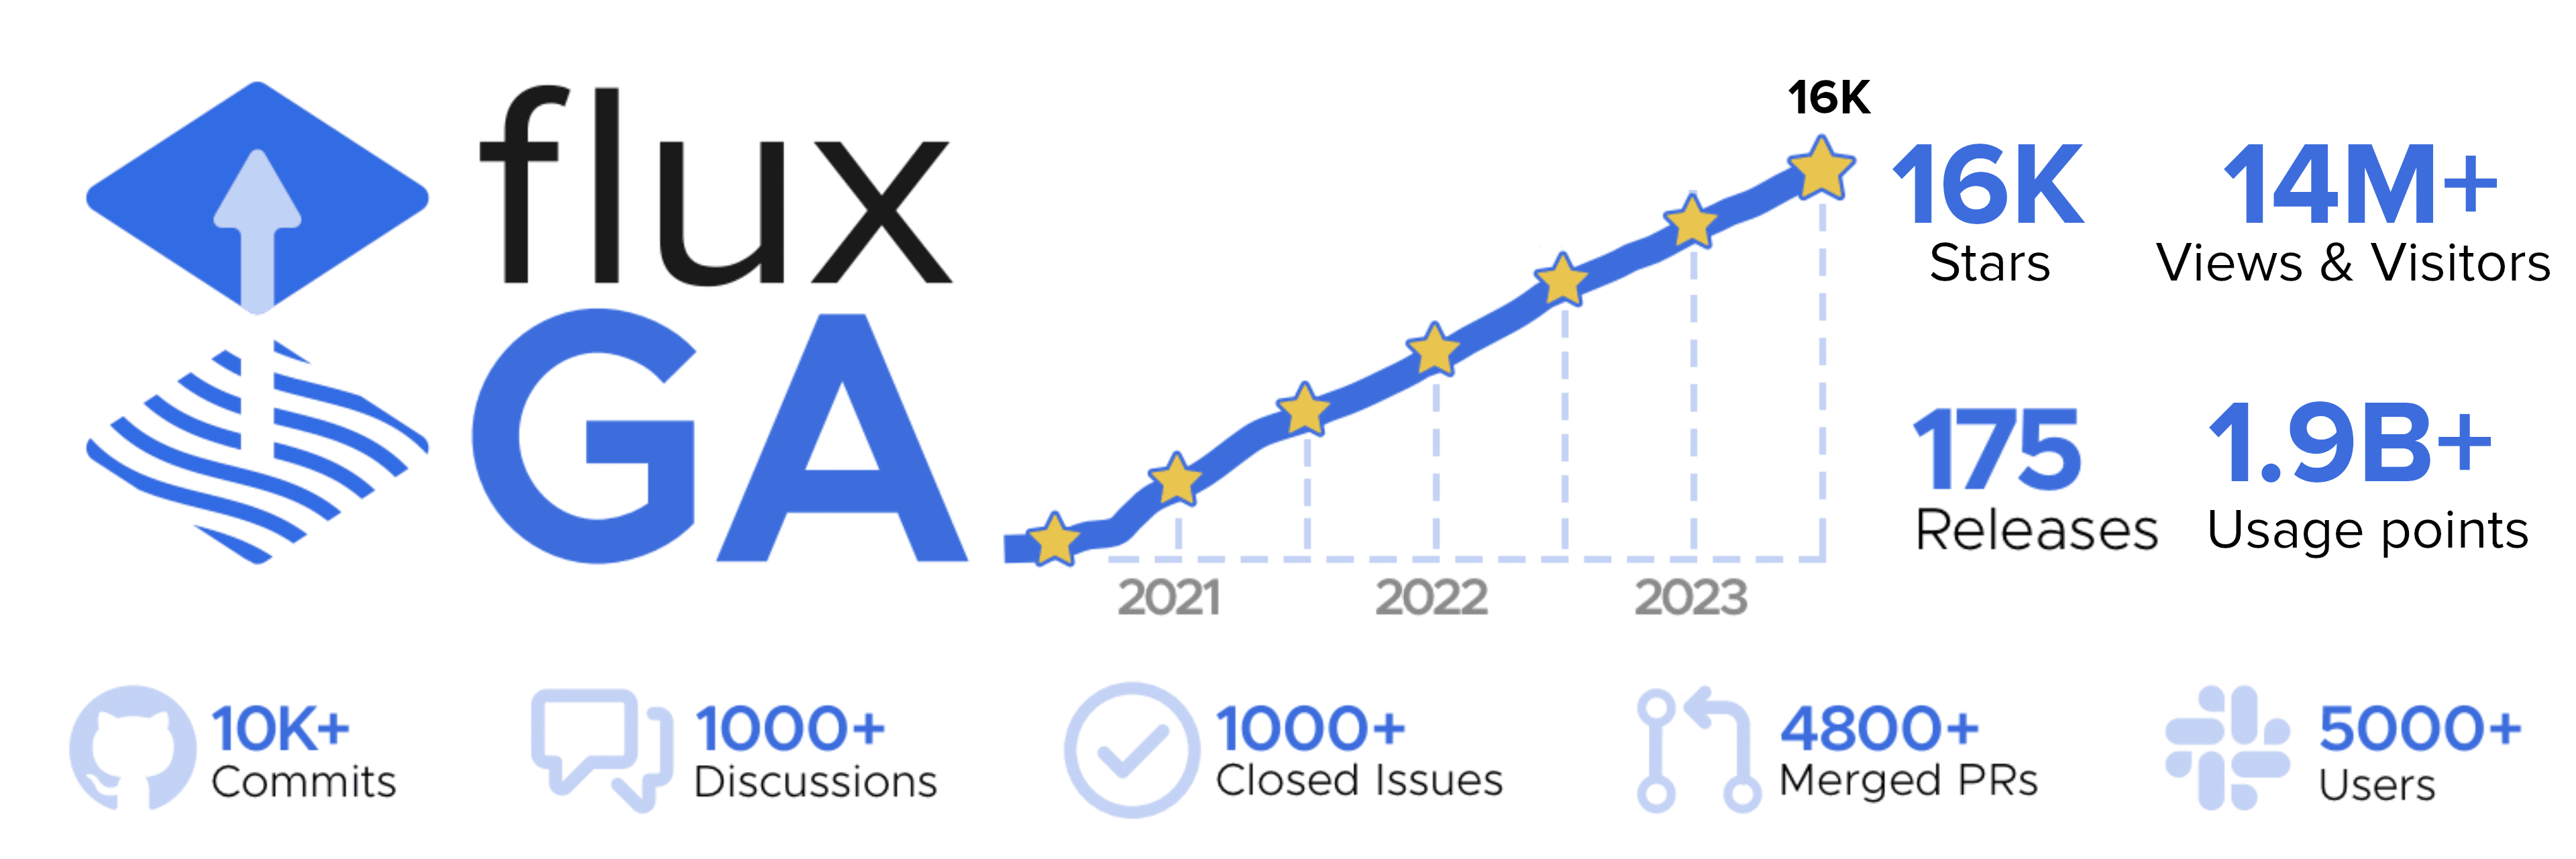 flux
GA
16K
2021
2022
2023
16K
Stars
14M+
Views & Visitors
175
Releases
1.9B+
Usage points
10K+
Commits
1000+
Discussions
1000+
Closed Issues
4800+
Merged PRs
5000+
Users